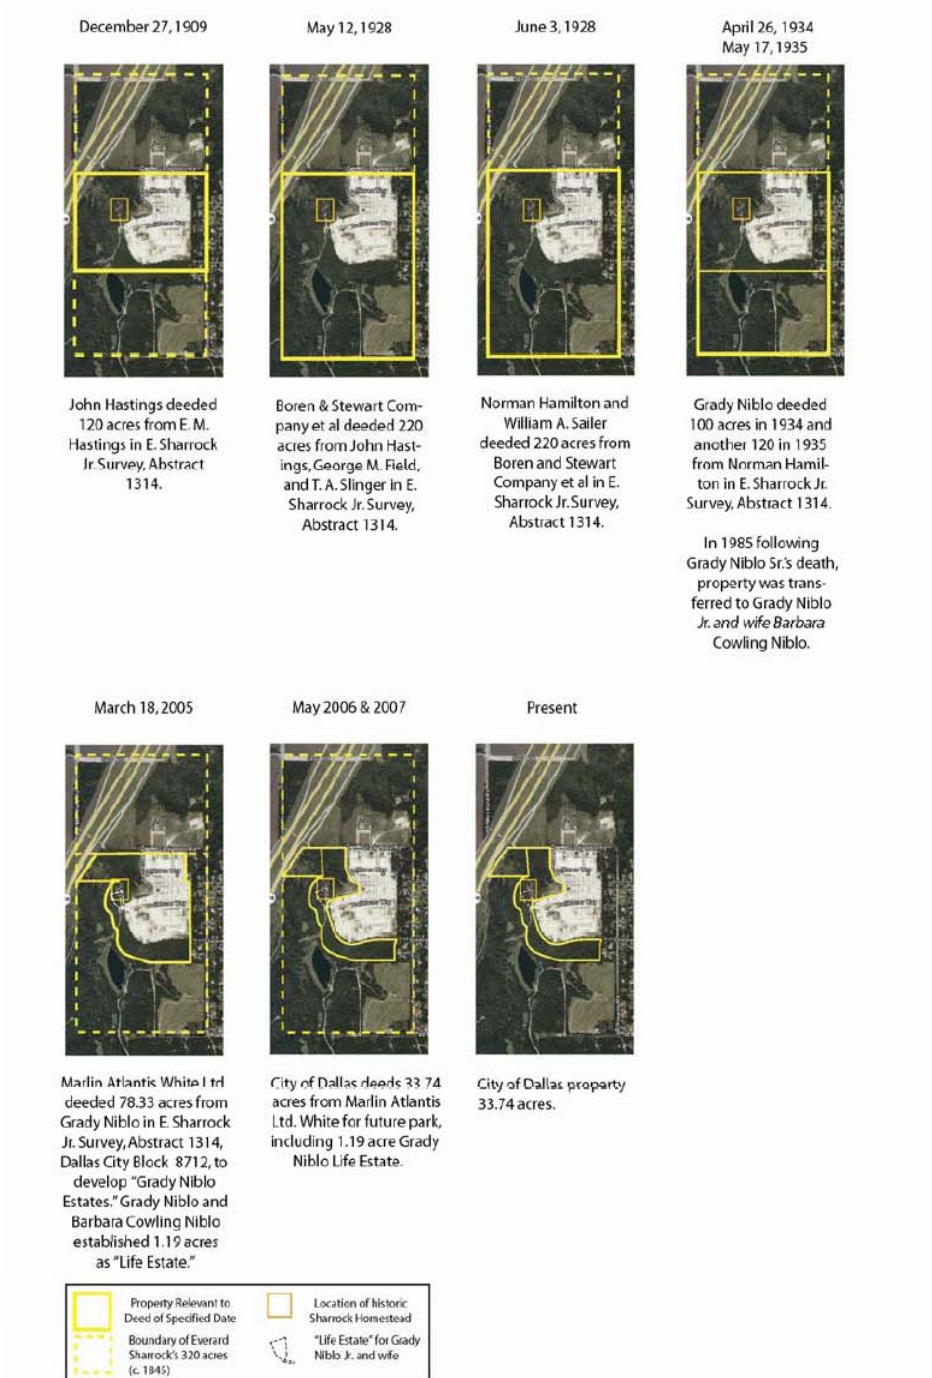 December 27, 1909
May 12, 1928
June 3, 1928
April 26, 1934
May 17, 1935
John Hastings deeded
120 acres from E. M.
Hastings in E. Sharrock
Jr. Survey, Abstract
1314.
Boren & Stewart Com-
pany et al deeded 220
acres from John Hast-
ings, George M. Field,
and T. A. Slinger in E.
Sharrock Jr. Survey,
Abstract 1314.
Norman Hamilton and
William A. Sailer
deeded 220 acres from
Boren and Stewart
Company et al in E.
Sharrock Jr. Survey,
Abstract 1314.
Grady Niblo deeded
100 acres in 1934 and
another 120 in 1935
from Norman Hamil-
ton in E. Sharrock Jr.
Survey, Abstract 1314.
In 1985 following
Grady Niblo Sr.'s death,
property was trans-
ferred to Grady Niblo
Jr. and wife Barbara
Cowling Niblo.
March 18, 2005
May 2006 & 2007
Present
Marlin Atlantis White Ltd
deeded 78.33 acres from
Grady Niblo in E. Sharrock
Jr. Survey, Abstract 1314,
Dallas City Block 8712, to
develop "Grady Niblo
Estates." Grady Niblo and
Barbara Cowling Niblo
established 1.19 acres
as "Life Estate."
City of Dallas deeds 33.74
acres from Marlin Atlantis
Ltd. White for future park,
including 1.19 acre Grady
Niblo Life Estate.
City of Dallas property
33.74 acres.
Property Relevant to
Deed of Specified Date
Location of historic
Sharrock Homestead
Boundary of Everard
Sharrock's 320 acres
(c. 1845)
"Life Estate" for Grady
Niblo Jr. and wife